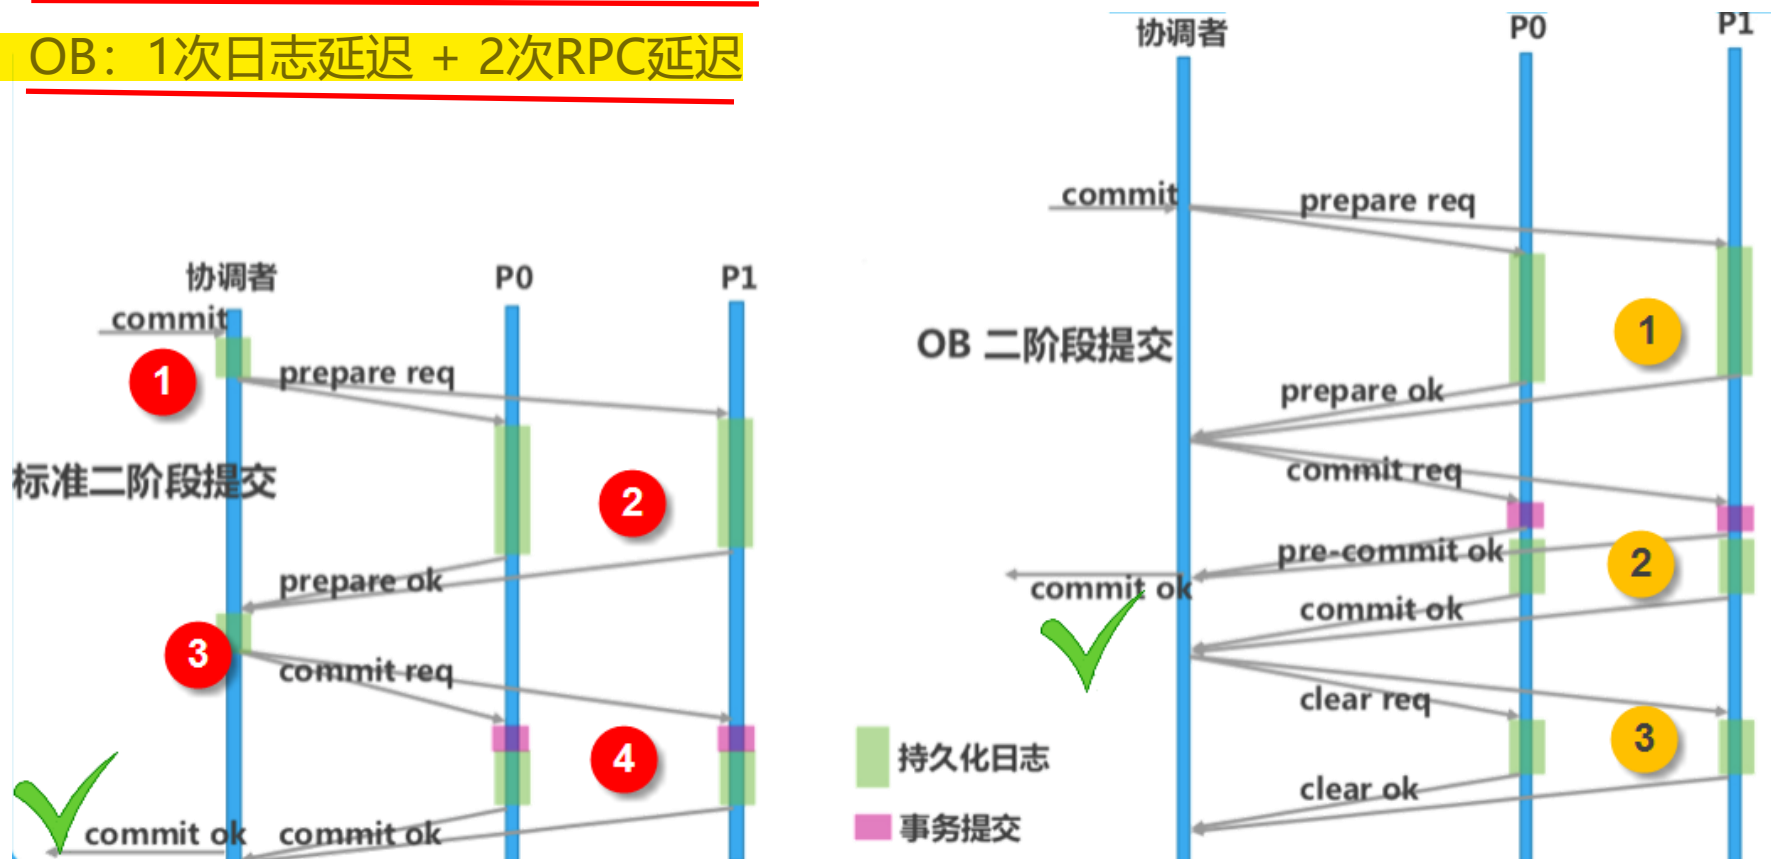 OB：1次日志延迟 + 2次RPC延迟
协调者
P0
P1
commit
1
prepare req
标准二阶段提交
2
prepare ok
3
commit req
4
commit ok
commit ok
协调者
P0
P1
commit
prepare req
OB 二阶段提交
1
prepare ok
commit req
pre-commit ok
2
commit ok
commit ok
clear req
3
clear ok
持久化日志
事务提交